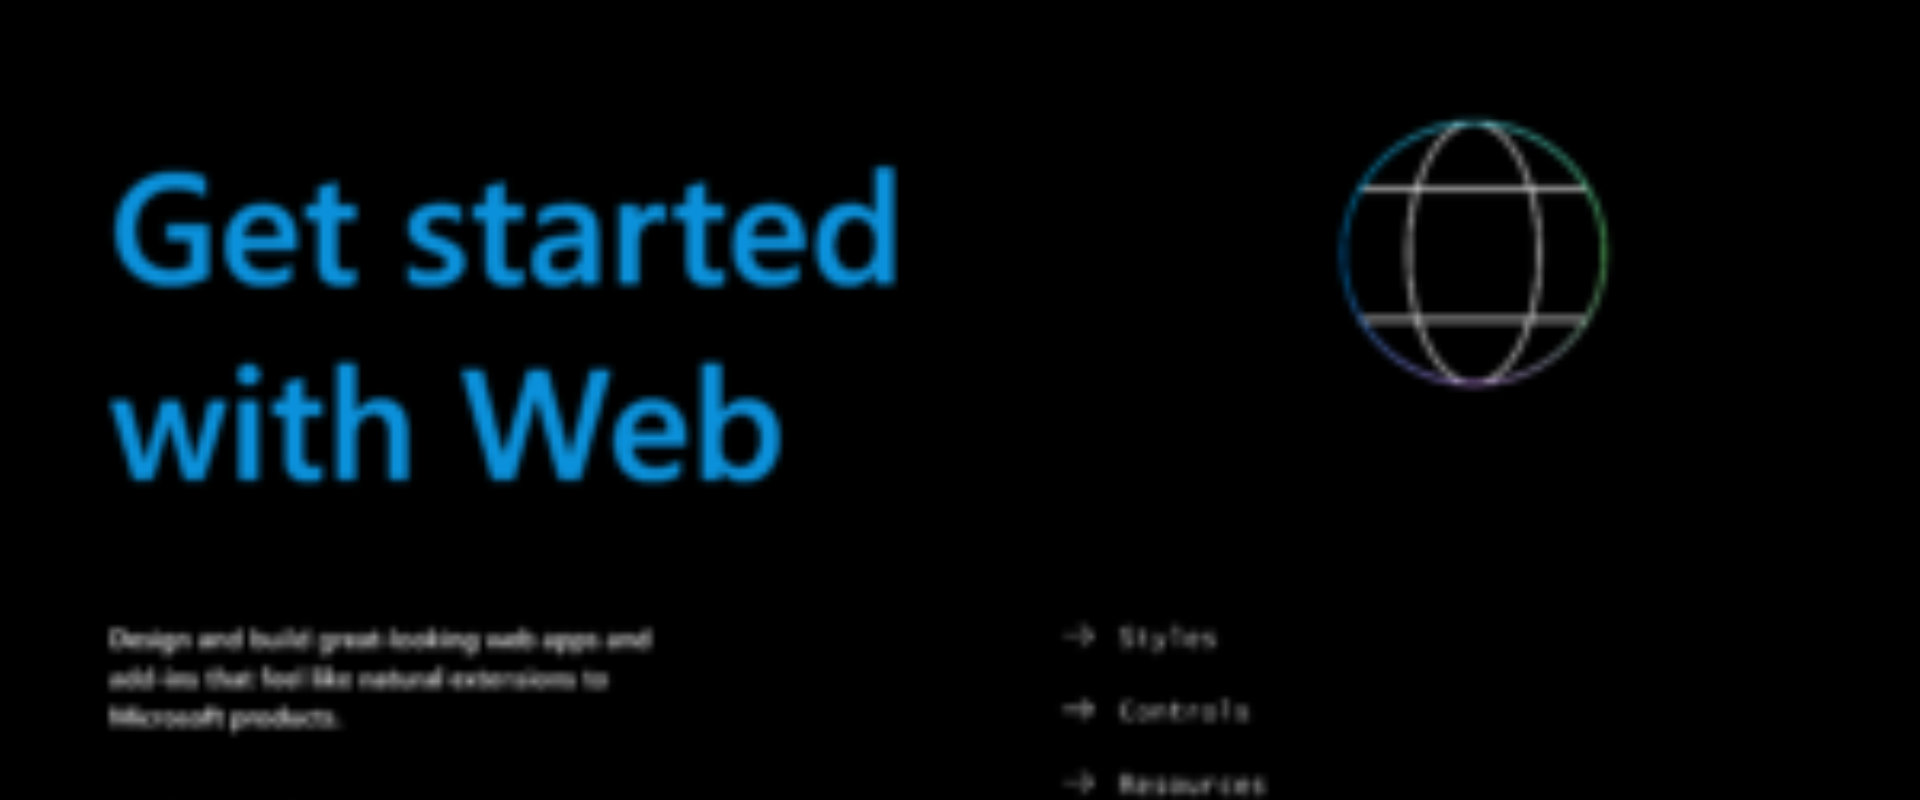 Get started
with Web
Design and build great-looking web apps and
add-ins that feel like natural extensions to
Microsoft products.
Styles
Controls
Resources